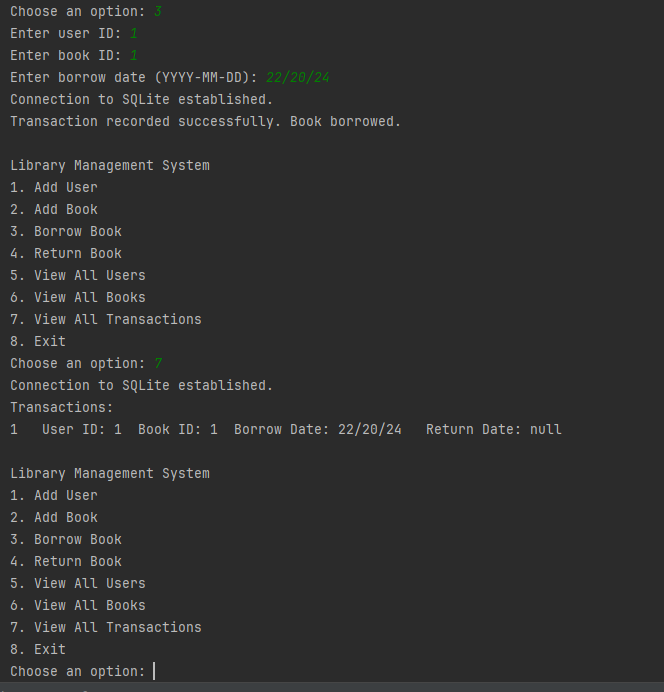 Choose an option: 3
Enter user ID: 1
Enter book ID: 1
Enter borrow date (YYYY-MM-DD): 22/20/24
Connection to SQLite established.
Transaction recorded successfully. Book borrowed.

Library Management System
1. Add User
2. Add Book
3. Borrow Book
4. Return Book
5. View All Users
6. View All Books
7. View All Transactions
8. Exit
Choose an option: 7
Connection to SQLite established.
Transactions:
1   User ID: 1  Book ID: 1  Borrow Date: 22/20/24   Return Date: null

Library Management System
1. Add User
2. Add Book
3. Borrow Book
4. Return Book
5. View All Users
6. View All Books
7. View All Transactions
8. Exit
Choose an option: